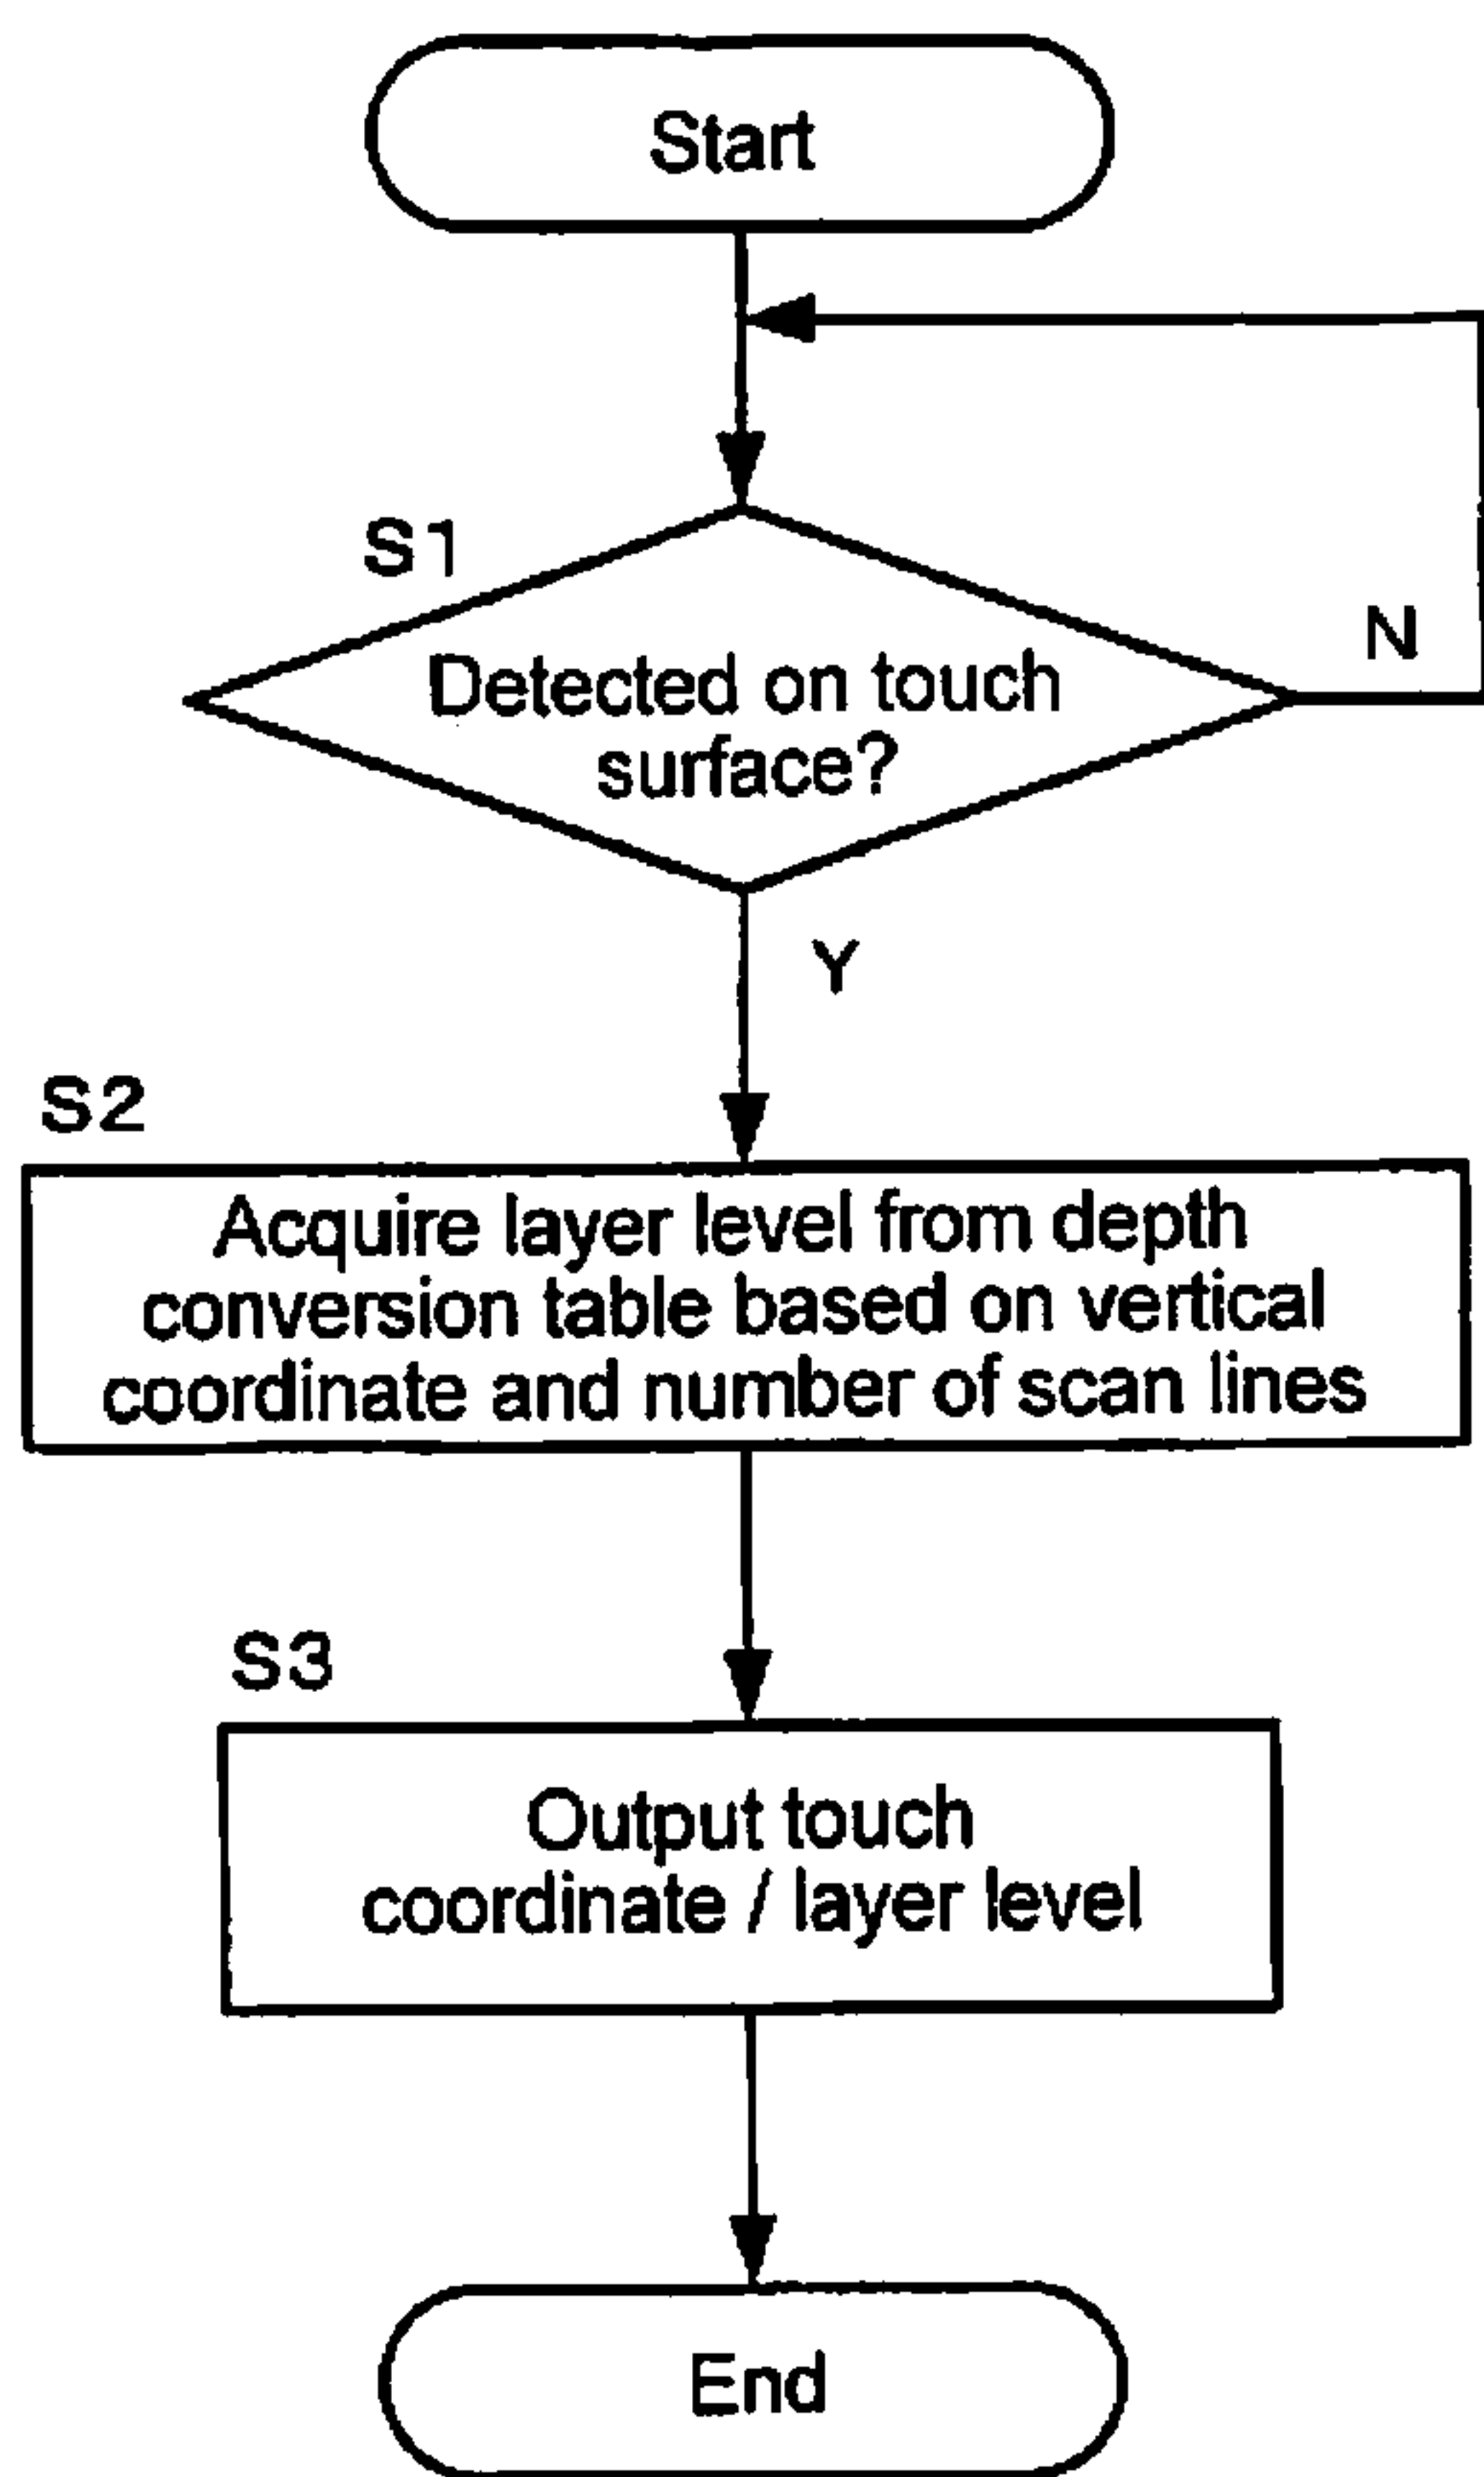 Start
S1
Detected on touch
surface?
N
Y
S2
Acquire layer level from depth
conversion table based on vertical
coordinate and number of scan lines
S3
Output touch
coordinate / layer level
End